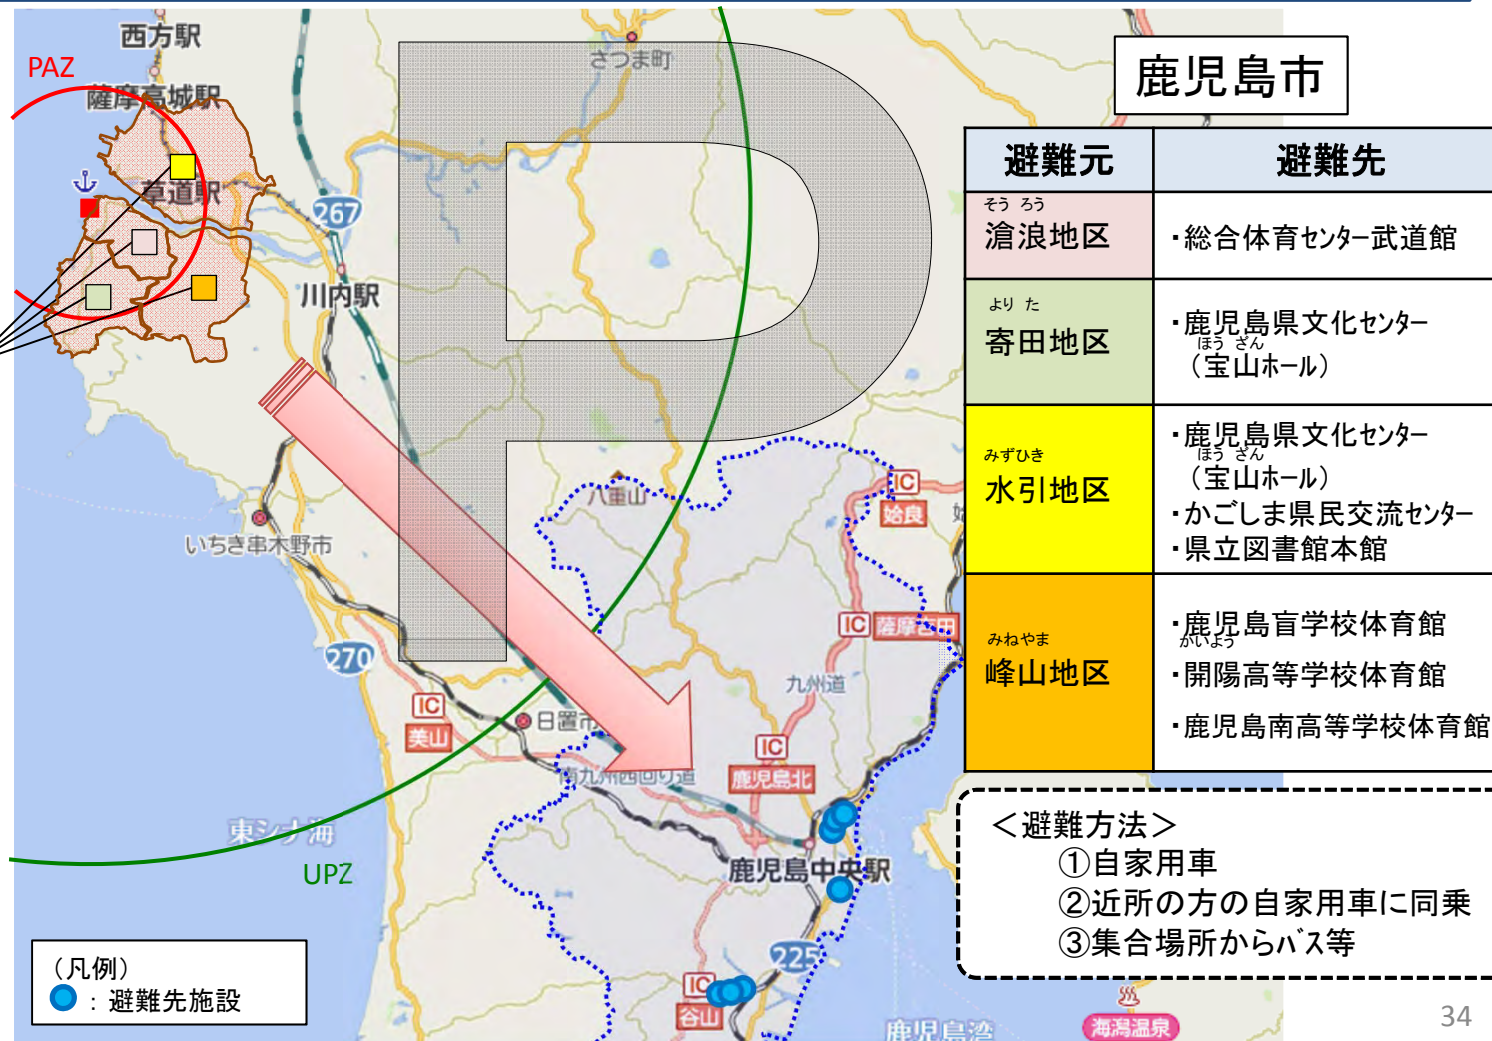 西方駅
PAZ
薩摩高城駅
草道駅
267
川内駅
さつま町
P
八重山
いちき串木野市
270
IC
美山
日置市
南九州西回り道
IC
姶良
姶
IC
薩摩吉田
九州道
IC
鹿児島北
鹿児島中央駅
東シナ海
UPZ
225
IC
谷山
鹿児島湾
海潟温泉
(凡例)
:避難先施設
鹿児島市
避難元
避難先
そう ろう
滄浪地区
・総合体育センター武道館
より た
寄田地区
・鹿児島県文化センター
ほう ざん
(宝山ホール)
みずひき
水引地区
・鹿児島県文化センター
ほう ざん
(宝山ホール)
・かごしま県民交流センター
・県立図書館本館
みねやま
峰山地区
・鹿児島盲学校体育館
かいよう
・開陽高等学校体育館
・鹿児島南高等学校体育館
<避難方法>
①自家用車
②近所の方の自家用車に同乗
③集合場所からバス等
34